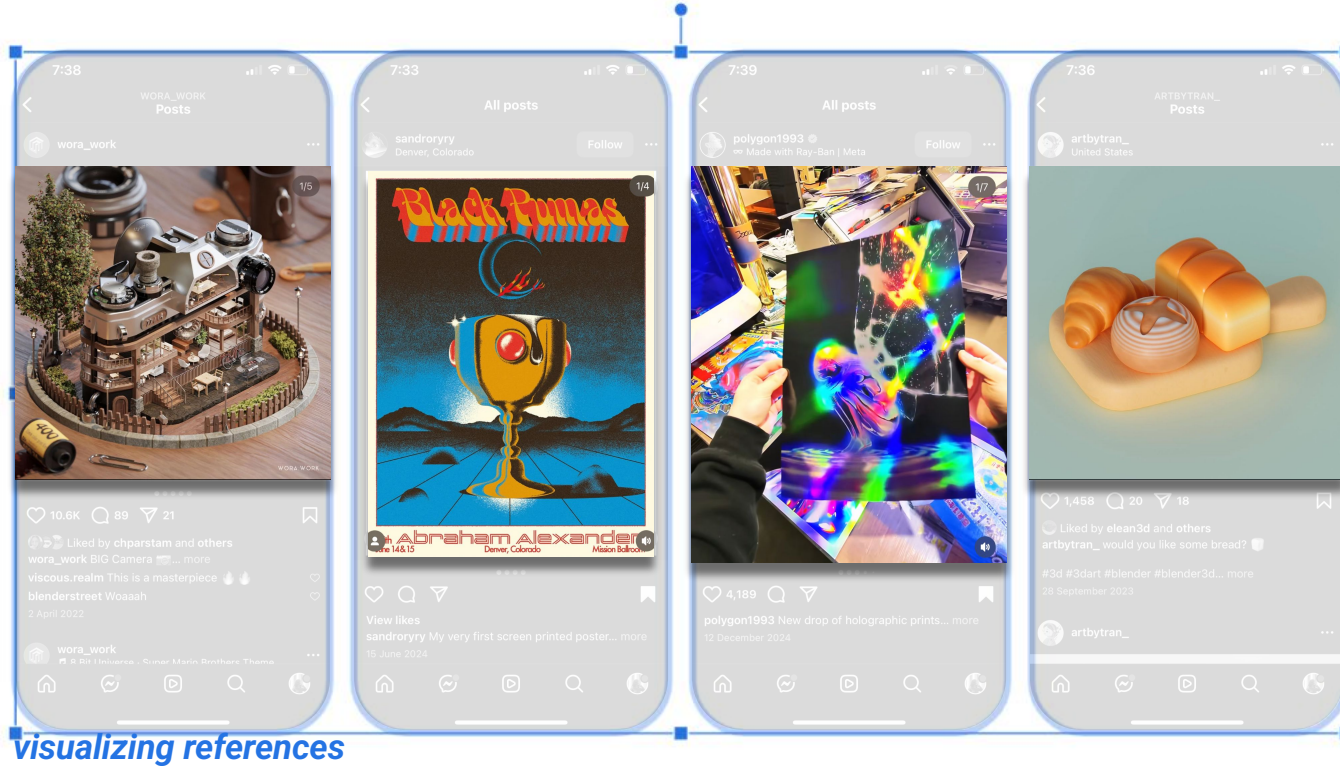 7:38
WORA_WORK
Posts
wora_work
1/5
400
WORA WORK
10.6K 89 21
Liked by chparstam and others
wora_work BIG Camera 📷... more
viscous.realm This is a masterpiece 🔥🔥
blenderstreet Woaaah
2 April 2022
wora_work
8 Bit Universe · Super Mario Brothers Theme
7:33
All posts
sandroryry
Denver, Colorado
Follow
1/4
Black Pumas
Abraham Alexander
June 14&15 Denver, Colorado Mission Ballroom
View likes
sandroryry My very first screen printed poster... more
15 June 2024
7:39
All posts
polygon1993
Made with Ray-Ban | Meta
Follow
1/7
4,189
polygon1993 New drop of holographic prints... more
12 December 2024
7:36
ARTBYTRAN_
Posts
artbytran_
United States
1,458 20 18
Liked by elean3d and others
artbytran_ would you like some bread? 🍞
#3d #3dart #blender #blender3d... more
28 September 2023
artbytran_
visualizing references